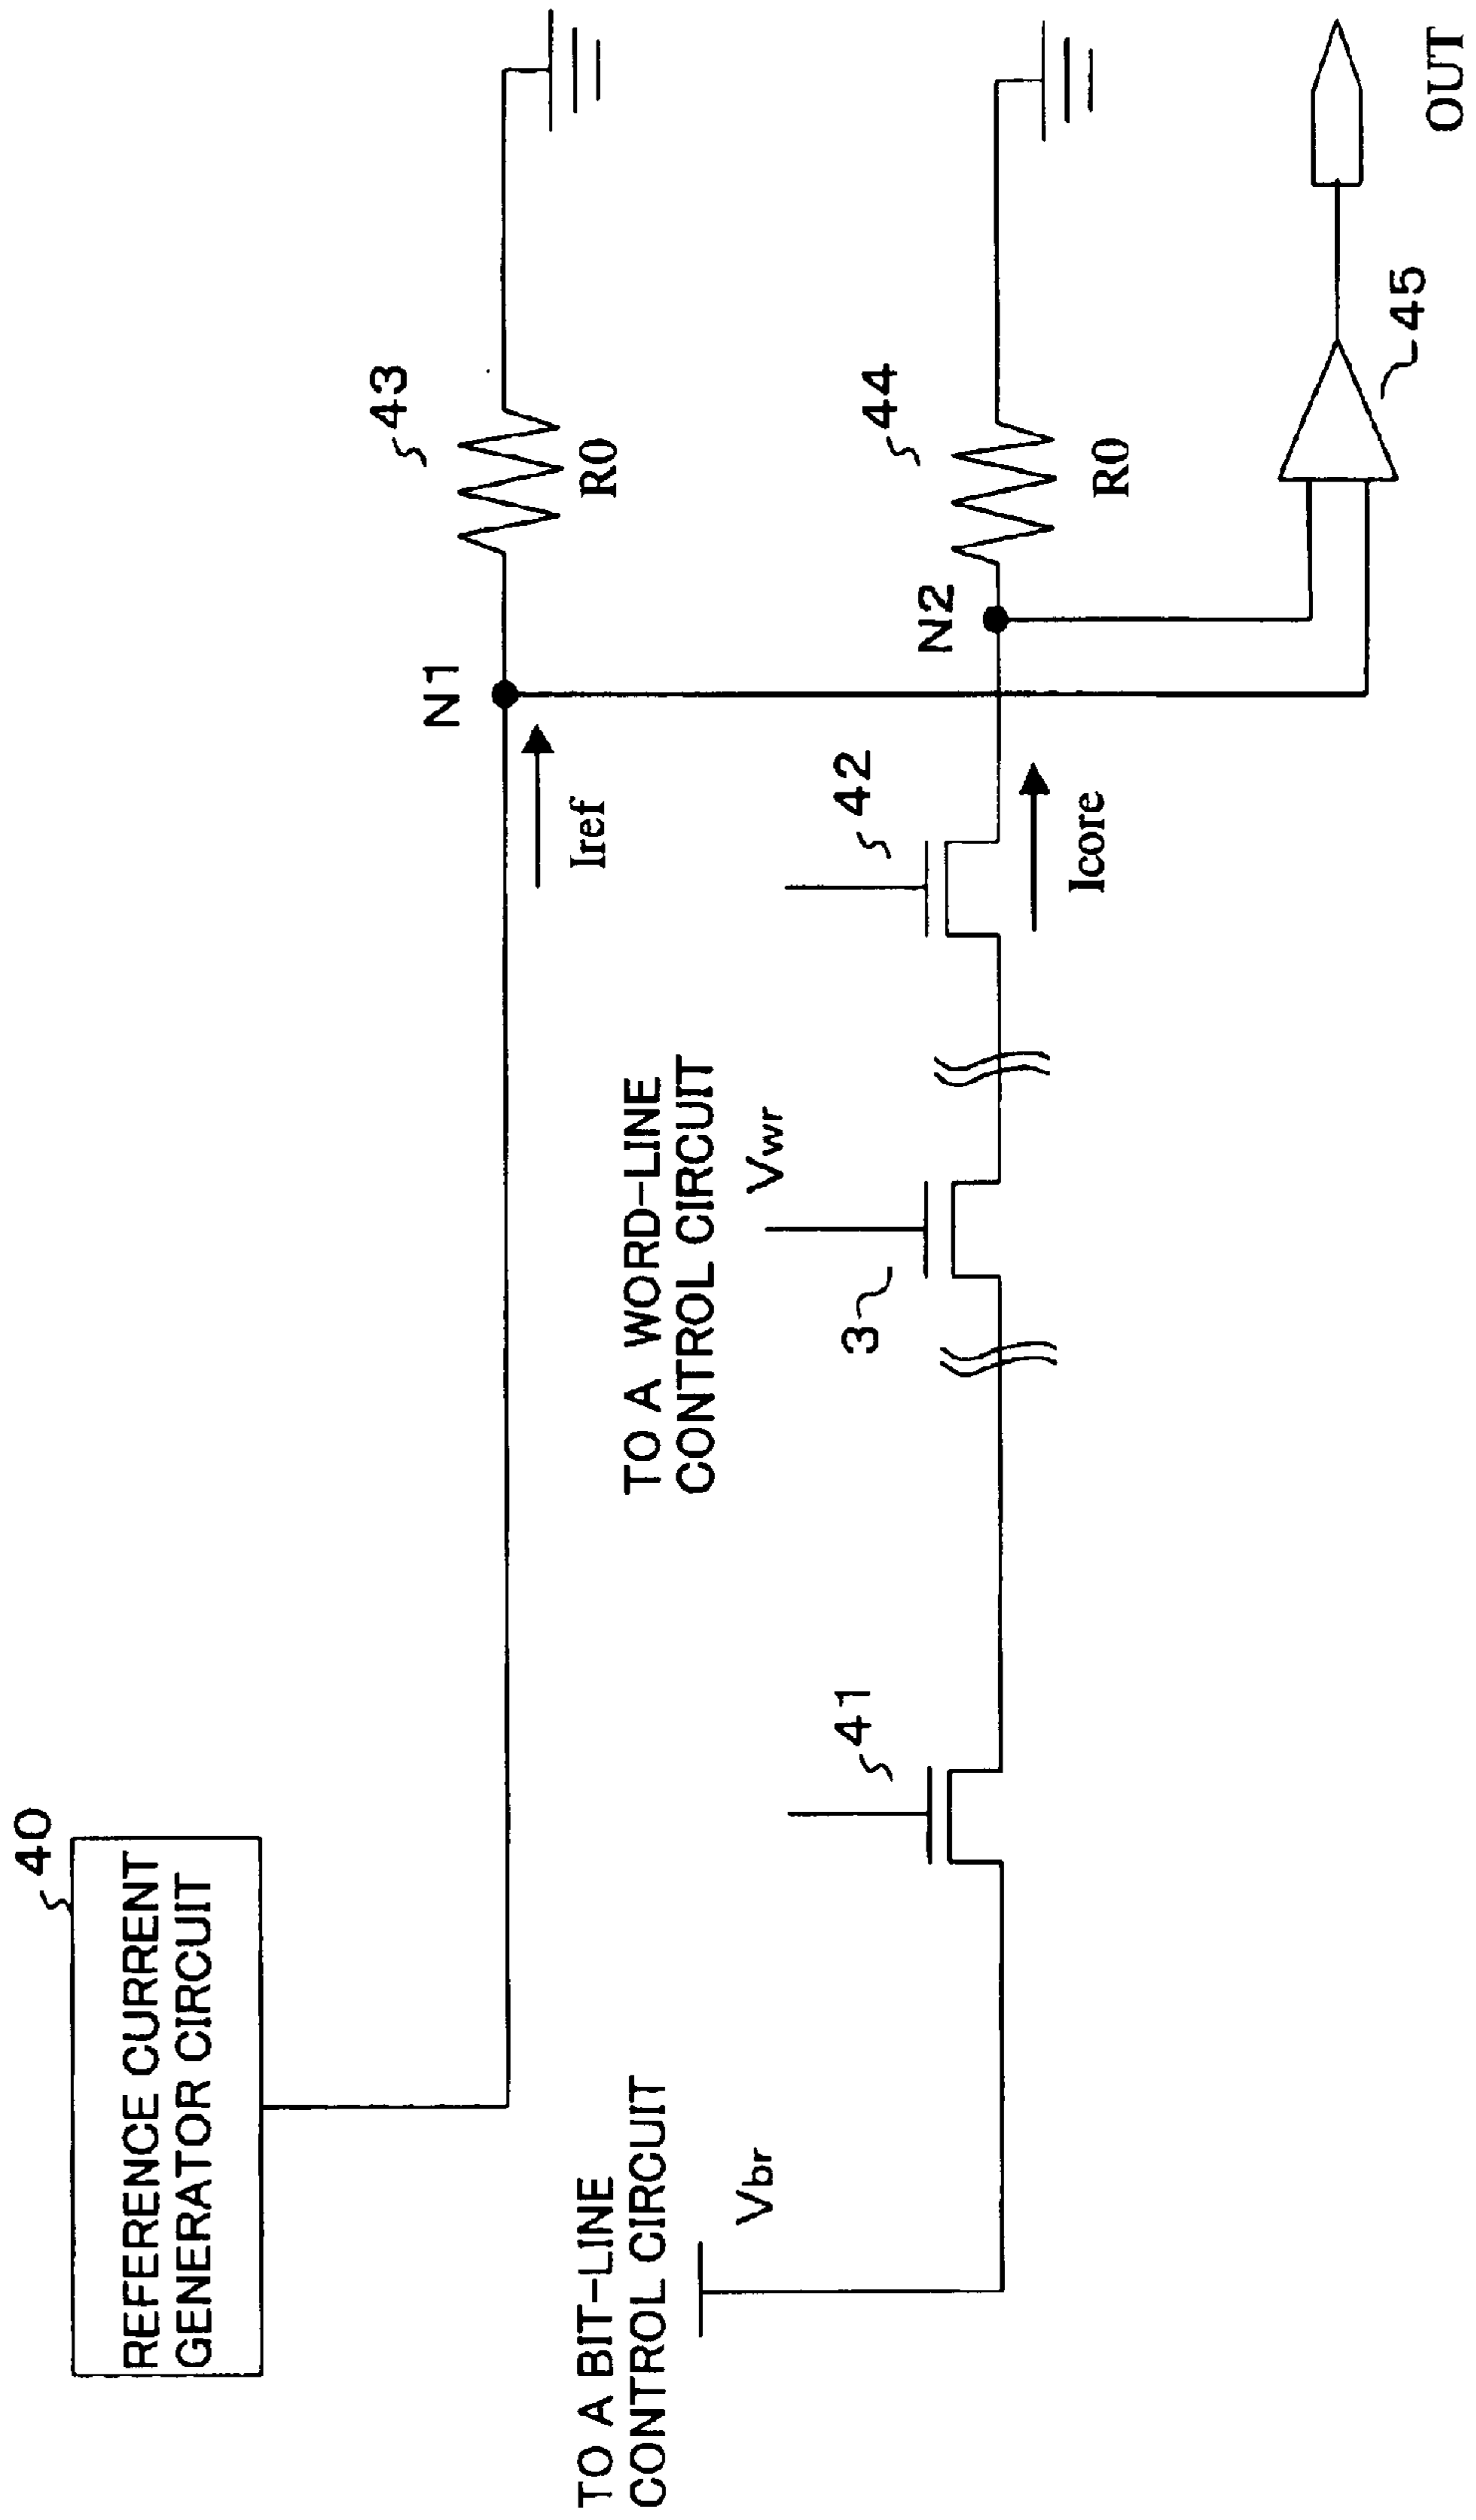 40
REFERENCE CURRENT
GENERATOR CIRCUIT
N1
43
R0
Iref
TO A BIT-LINE
CONTROL CIRCUIT
Vbr
TO A WORD-LINE
CONTROL CIRCUIT
Vwr
41
3
42
N2
44
R0
Icore
45
OUT